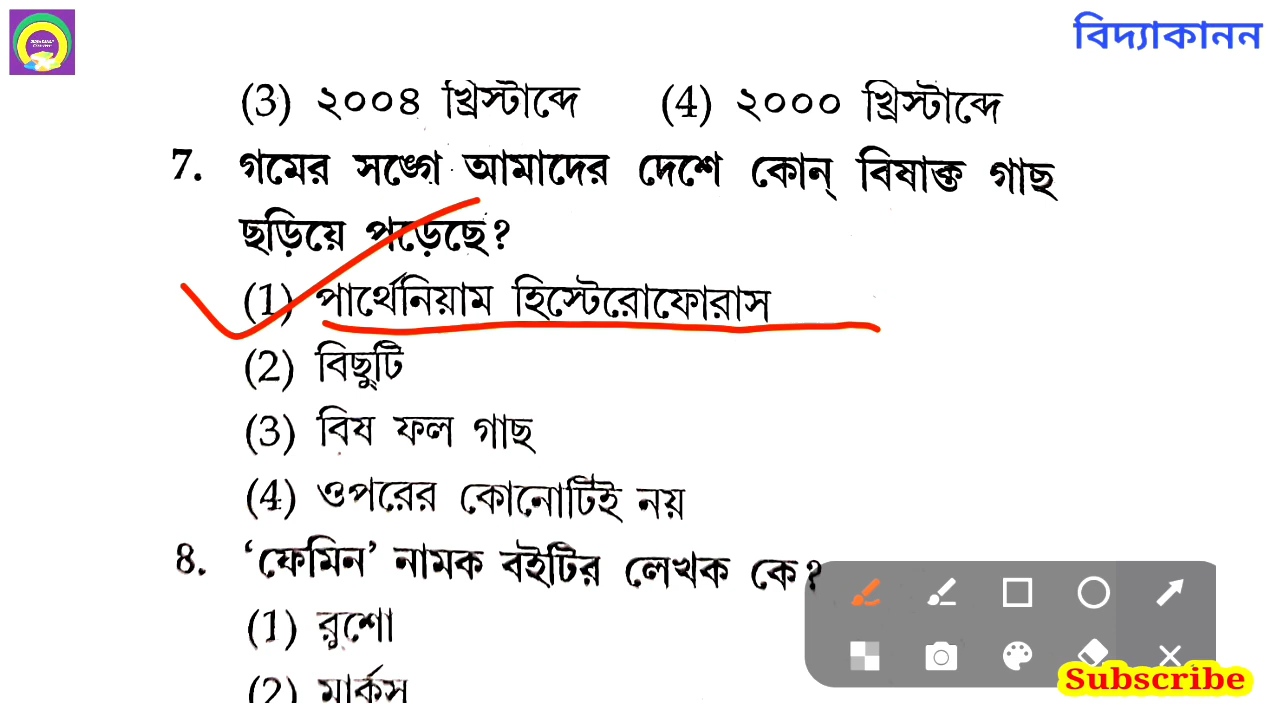 বিদ্যাকানন
(3) ২০০৪ খ্রিস্টাব্দে (4) ২০০০ খ্রিস্টাব্দে
7. গমের সঙ্গে আমাদের দেশে কোন্ বিষাক্ত গাছ
ছড়িয়ে পড়েছে?
(1) পার্থেনিয়াম হিস্টেরোফোরাস
(2) বিছুটি
(3) বিষ ফল গাছ
(4) ওপরের কোনোটিই নয়
8. 'ফেমিন' নামক বইটির লেখক কে?
(1) রুশো
(2) মার্কস
Subscribe